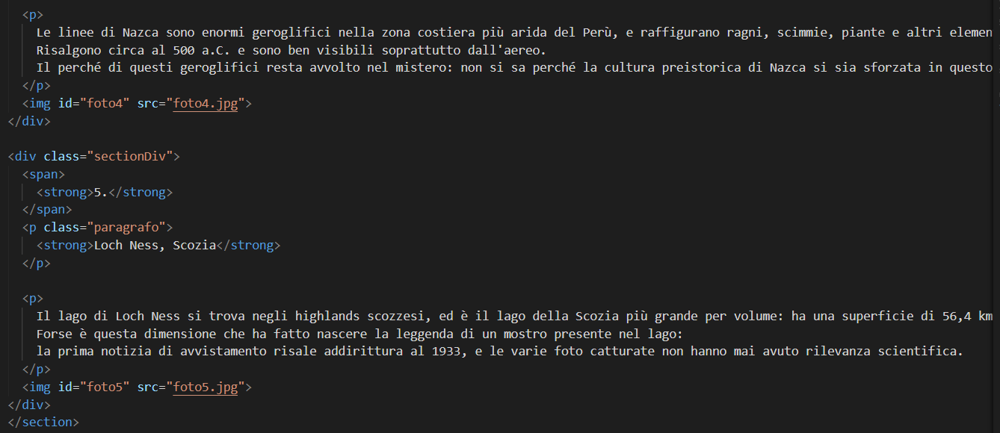 <p>
Le linee di Nazca sono enormi geroglifici nella zona costiera più arida del Perù, e raffigurano ragni, scimmie, piante e altri elemen
Risalgono circa al 500 a.C. e sono ben visibili soprattutto dall'aereo.
Il perché di questi geroglifici resta avvolto nel mistero: non si sa perché la cultura preistorica di Nazca si sia sforzata in questo
</p>
<img id="foto4" src="foto4.jpg">
</div>
<div class="sectionDiv">
<span>
<strong>5.</strong>
</span>
<p class="paragrafo">
<strong>Loch Ness, Scozia</strong>
</p>
<p>
Il lago di Loch Ness si trova negli highlands scozzesi, ed è il lago della Scozia più grande per volume: ha una superficie di 56,4 km
Forse è questa dimensione che ha fatto nascere la leggenda di un mostro presente nel lago:
la prima notizia di avvistamento risale addirittura al 1933, e le varie foto catturate non hanno mai avuto rilevanza scientifica.
</p>
<img id="foto5" src="foto5.jpg">
</div>
</section>